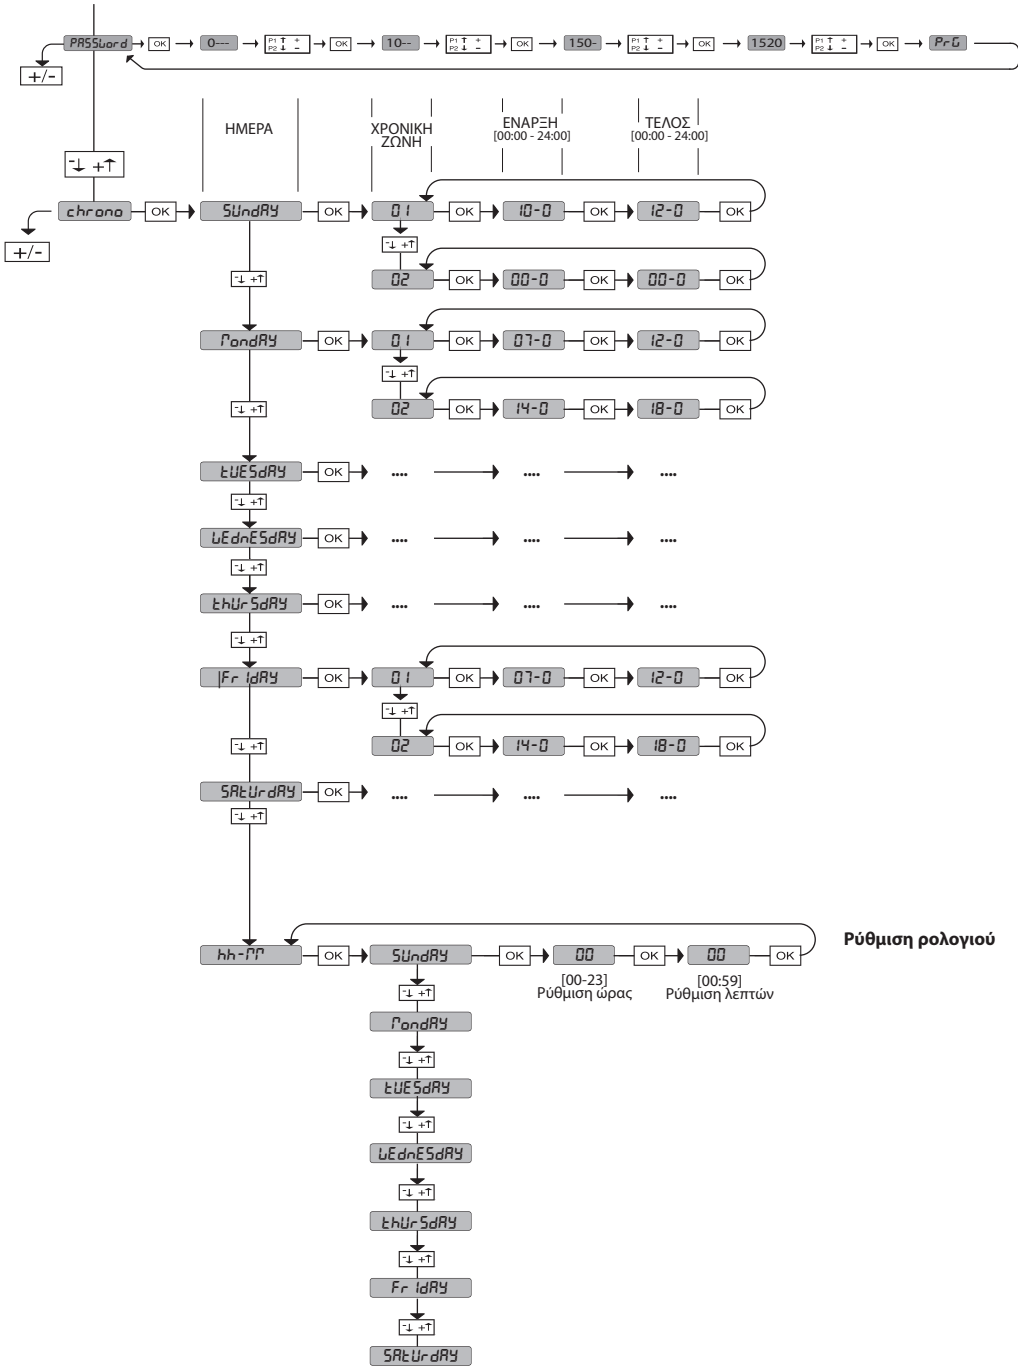 PASSword OK 0--- P1 ↑ + P2 ↓ - OK 10-- P1 ↑ + P2 ↓ - OK 150- P1 ↑ + P2 ↓ - OK 1520 P1 ↑ + P2 ↓ - OK PrG
+/-
ΗΜΕΡΑ ΧΡΟΝΙΚΗ ΖΩΝΗ ΕΝΑΡΞΗ [00:00 - 24:00] ΤΕΛΟΣ [00:00 - 24:00]
-↓ +↑
chrono OK SUndAY OK 01 OK 10-0 OK 12-0 OK
+/-
-↓ +↑
-↓ +↑ 02 OK 00-0 OK 00-0 OK
MondAY OK 01 OK 07-0 OK 12-0 OK
-↓ +↑
-↓ +↑ 02 OK 14-0 OK 18-0 OK
tUESdAY OK .... .... ....
-↓ +↑
WEdnESdAY OK .... .... ....
-↓ +↑
thUrSdAY OK .... .... ....
-↓ +↑
FrIdAY OK 01 OK 07-0 OK 12-0 OK
-↓ +↑
-↓ +↑ 02 OK 14-0 OK 18-0 OK
SAtUrdAY OK .... .... ....
-↓ +↑
Ρύθμιση ρολογιού
hh-MM OK SUndAY OK 00 OK 00 OK
[00-23] [00:59]
Ρύθμιση ώρας Ρύθμιση λεπτών
-↓ +↑
MondAY
-↓ +↑
tUESdAY
-↓ +↑
WEdnESdAY
-↓ +↑
thUrSdAY
-↓ +↑
FrIdAY
-↓ +↑
SAtUrdAY